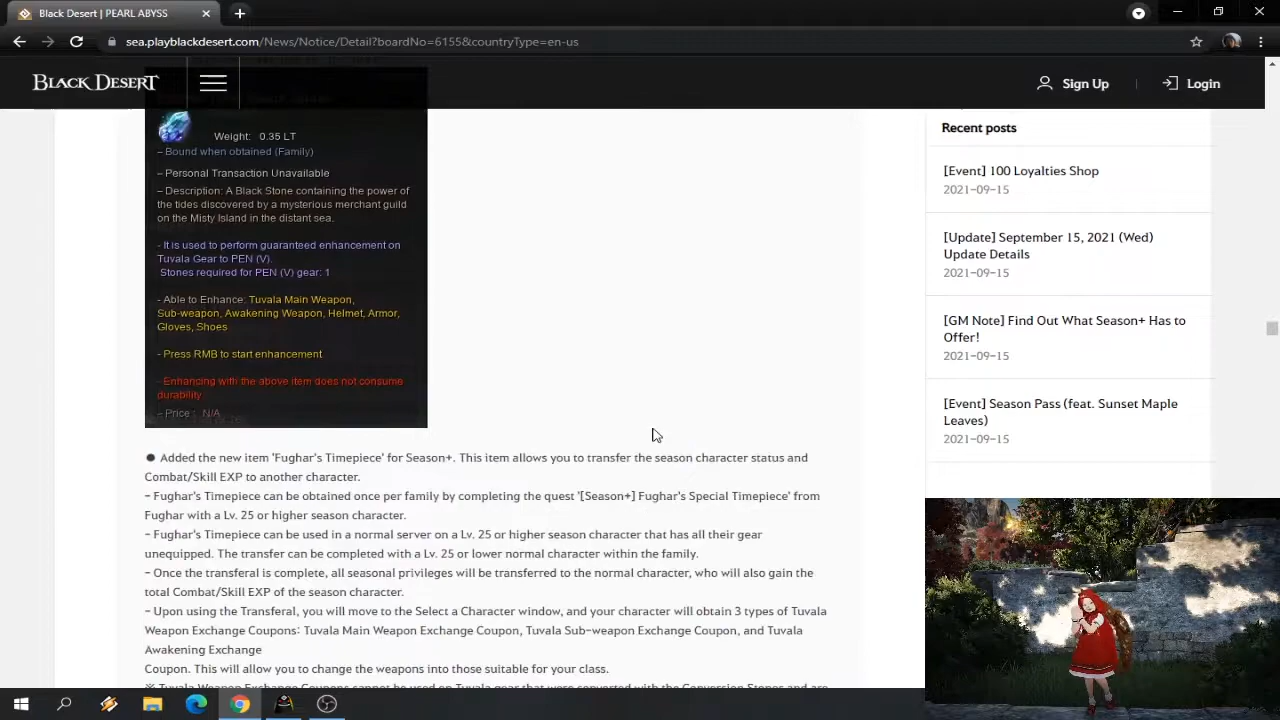 Black Desert | PEARL ABYSS
sea.playblackdesert.com/News/Notice/Detail?boardNo=6155&countryType=en-us
BLACK DESERT
Sign Up
Login
Weight: 0.35 LT
– Bound when obtained (Family)
– Personal Transaction Unavailable
– Description: A Black Stone containing the power of
the tides discovered by a mysterious merchant guild
on the Misty Island in the distant sea.
- It is used to perform guaranteed enhancement on
Tuvala Gear to PEN (V).
Stones required for PEN (V) gear: 1
- Able to Enhance: Tuvala Main Weapon,
Sub-weapon, Awakening Weapon, Helmet, Armor,
Gloves, Shoes
- Press RMB to start enhancement
- Enhancing with the above item does not consume
durability
– Price : N/A
● Added the new item 'Fughar's Timepiece' for Season+. This item allows you to transfer the season character status and
Combat/Skill EXP to another character.
– Fughar's Timepiece can be obtained once per family by completing the quest '[Season+] Fughar's Special Timepiece' from
Fughar with a Lv. 25 or higher season character.
– Fughar's Timepiece can be used in a normal server on a Lv. 25 or higher season character that has all their gear
unequipped. The transfer can be completed with a Lv. 25 or lower normal character within the family.
– Once the transferal is complete, all seasonal privileges will be transferred to the normal character, who will also gain the
total Combat/Skill EXP of the season character.
– Upon using the Transferal, you will move to the Select a Character window, and your character will obtain 3 types of Tuvala
Weapon Exchange Coupons: Tuvala Main Weapon Exchange Coupon, Tuvala Sub-weapon Exchange Coupon, and Tuvala
Awakening Exchange
Coupon. This will allow you to change the weapons into those suitable for your class.
※ Tuvala Weapon Exchange Coupons cannot be used on Tuvala gear that were converted with the Conversion Stones and are
Recent posts
[Event] 100 Loyalties Shop
2021-09-15
[Update] September 15, 2021 (Wed)
Update Details
2021-09-15
[GM Note] Find Out What Season+ Has to
Offer!
2021-09-15
[Event] Season Pass (feat. Sunset Maple
Leaves)
2021-09-15